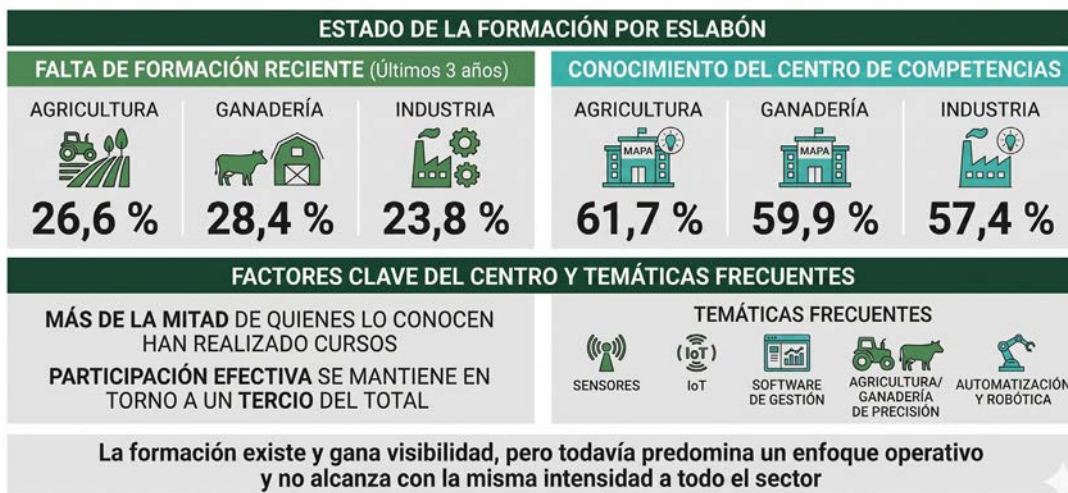 ESTADO DE LA FORMACIÓN POR ESLABÓN
FALTA DE FORMACIÓN RECIENTE (Últimos 3 años)
AGRICULTURA
GANADERÍA
INDUSTRIA
26,6 %
28,4 %
23,8 %
CONOCIMIENTO DEL CENTRO DE COMPETENCIAS
AGRICULTURA
GANADERÍA
INDUSTRIA
MAPA
MAPA
61,7 %
59,9 %
57,4 %
FACTORES CLAVE DEL CENTRO Y TEMÁTICAS FRECUENTES
MÁS DE LA MITAD DE QUIENES LO CONOCEN
HAN REALIZADO CURSOS
PARTICIPACIÓN EFECTIVA SE MANTIENE EN
TORNO A UN TERCIO DEL TOTAL
TEMÁTICAS FRECUENTES
SENSORES
IoT
IoT
SOFTWARE
DE GESTIÓN
AGRICULTURA/
GANADERÍA
DE PRECISIÓN
AUTOMATIZACIÓN
Y ROBÓTICA
La formación existe y gana visibilidad, pero todavía predomina un enfoque operativo
y no alcanza con la misma intensidad a todo el sector